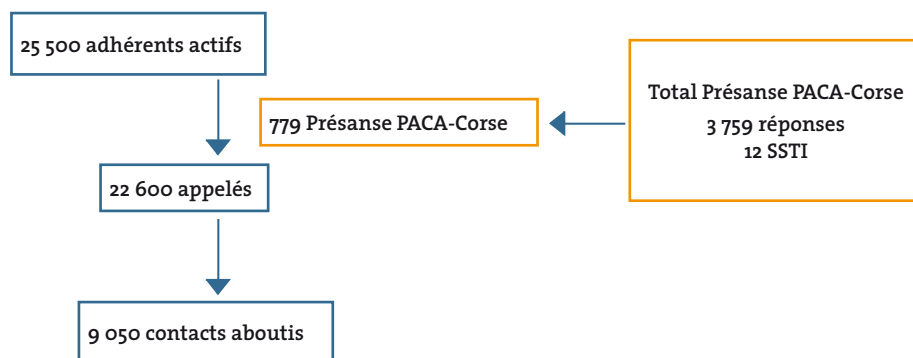 25 500 adhérents actifs
779 Présanse PACA-Corse
Total Présanse PACA-Corse
3 759 réponses
12 SSTI
22 600 appelés
9 050 contacts aboutis